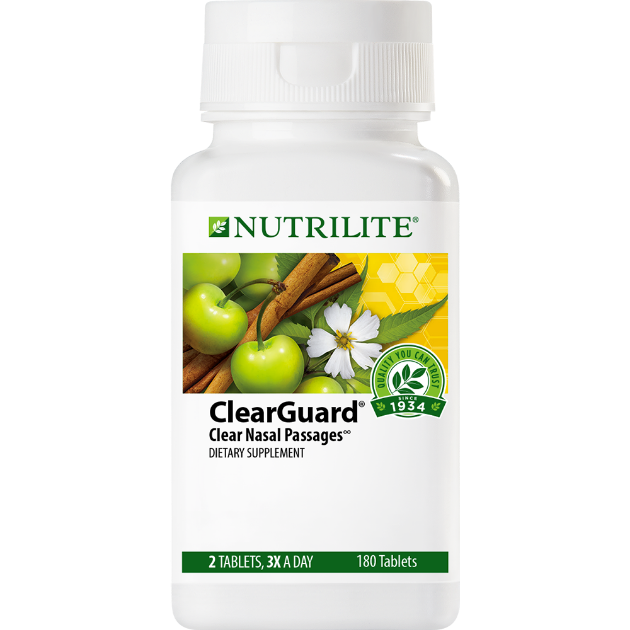 NUTRILITE®
QUALITY YOU CAN TRUST
SINCE
1934
ClearGuard®
Clear Nasal Passages∞
DIETARY SUPPLEMENT
2 TABLETS, 3X A DAY 180 Tablets